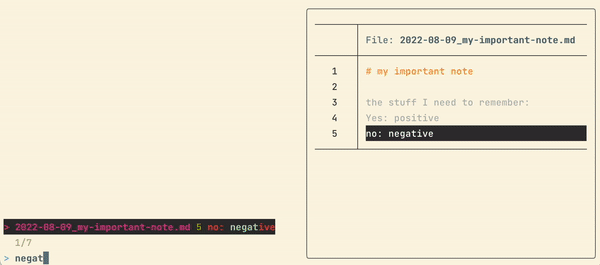 File: 2022-08-09_my-important-note.md
1 # my important note
2
3 the stuff I need to remember:
4 Yes: positive
5 no: negative
> 2022-08-09_my-important-note.md 5 no: negative
1/7
> negat